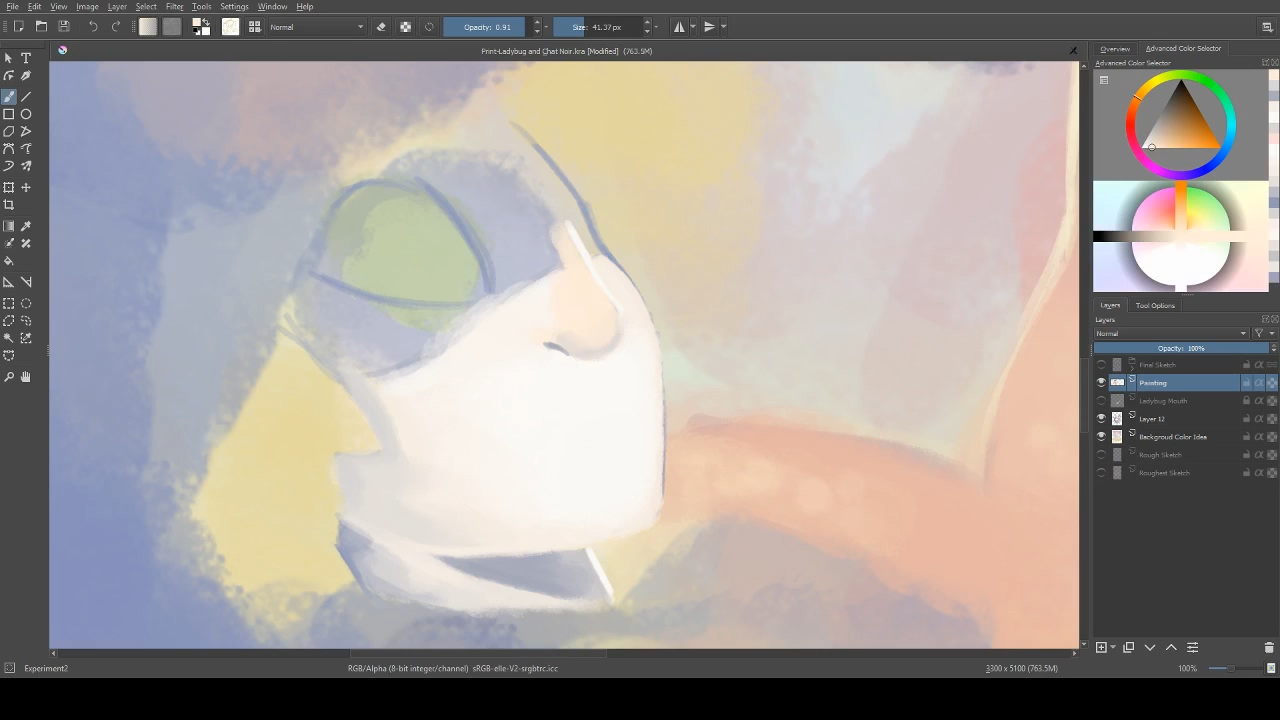 File Edit View Image Layer Select Filter Tools Settings Window Help
Normal Opacity: 0.91 Size: 41.37 px
Print-Ladybug and Chat Noir.kra [Modified] (763.5M)
Overview Advanced Color Selector
Advanced Color Selector
Layers Tool Options
Layers
Normal
Opacity: 100%
Final Sketch
Painting
Ladybug Mouth
Layer 12
Backgroud Color Idea
Rough Sketch
Roughest Sketch
Experiment2 RGB/Alpha (8-bit integer/channel) sRGB-elle-V2-srgbtrc.icc 3300 x 5100 (763.5M) 100%